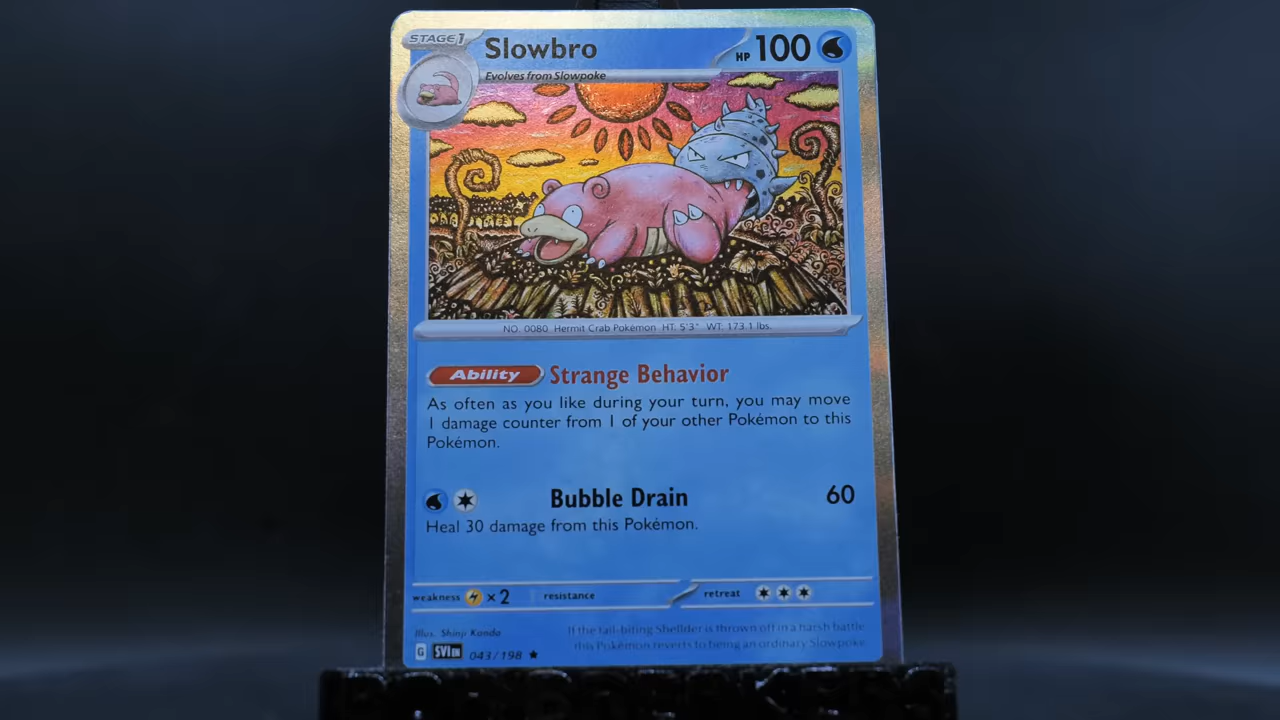 STAGE 1
Slowbro
HP 100
Evolves from Slowpoke
NO. 0080 Hermit Crab Pokémon HT: 5'3" WT: 173.1 lbs.
Ability Strange Behavior
As often as you like during your turn, you may move
1 damage counter from 1 of your other Pokémon to this
Pokémon.
Bubble Drain 60
Heal 30 damage from this Pokémon.
weakness ×2 resistance retreat
Illus. Shinji Kanda
If the tail-biting Shellder is thrown off in a harsh battle
this Pokémon reverts to being an ordinary Slowpoke
G SVI EN 043/198